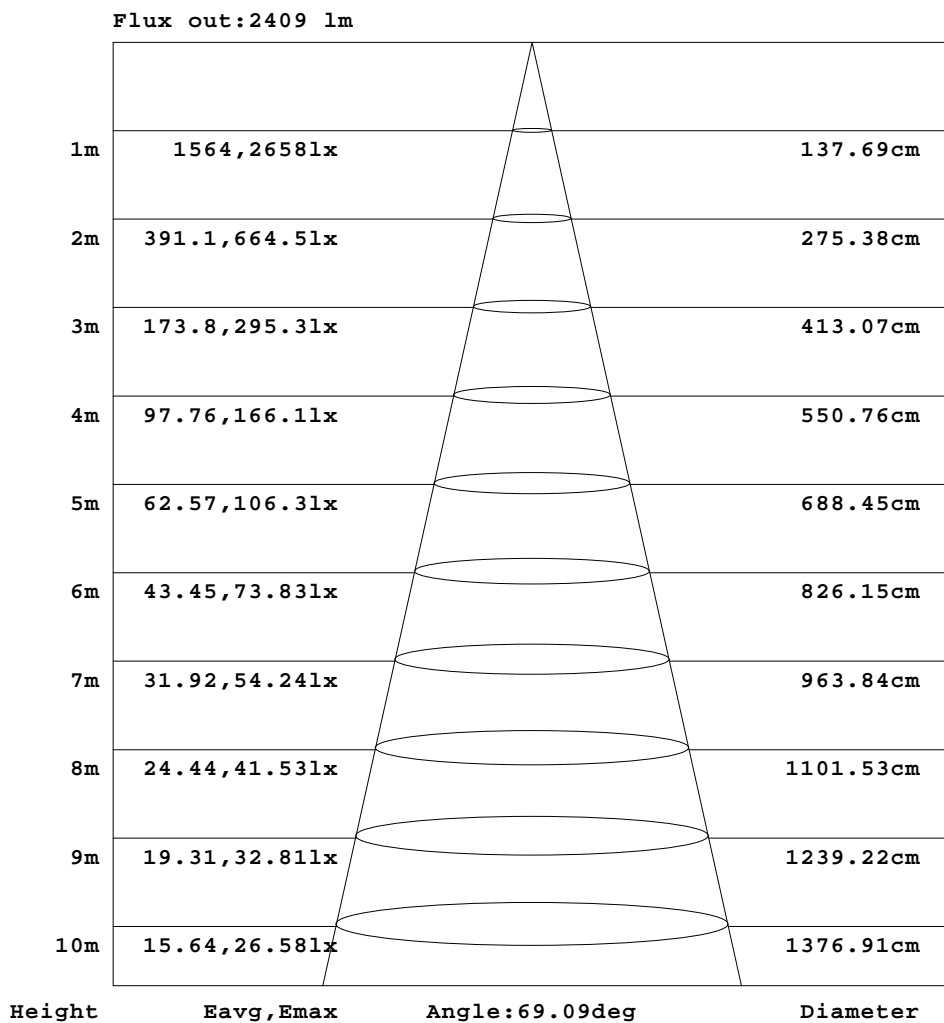 Flux out:2409 lm
1m 1564,2658lx 137.69cm
2m 391.1,664.5lx 275.38cm
3m 173.8,295.3lx 413.07cm
4m 97.76,166.1lx 550.76cm
5m 62.57,106.3lx 688.45cm
6m 43.45,73.83lx 826.15cm
7m 31.92,54.24lx 963.84cm
8m 24.44,41.53lx 1101.53cm
9m 19.31,32.81lx 1239.22cm
10m 15.64,26.58lx 1376.91cm
Height Eavg,Emax Angle:69.09deg Diameter